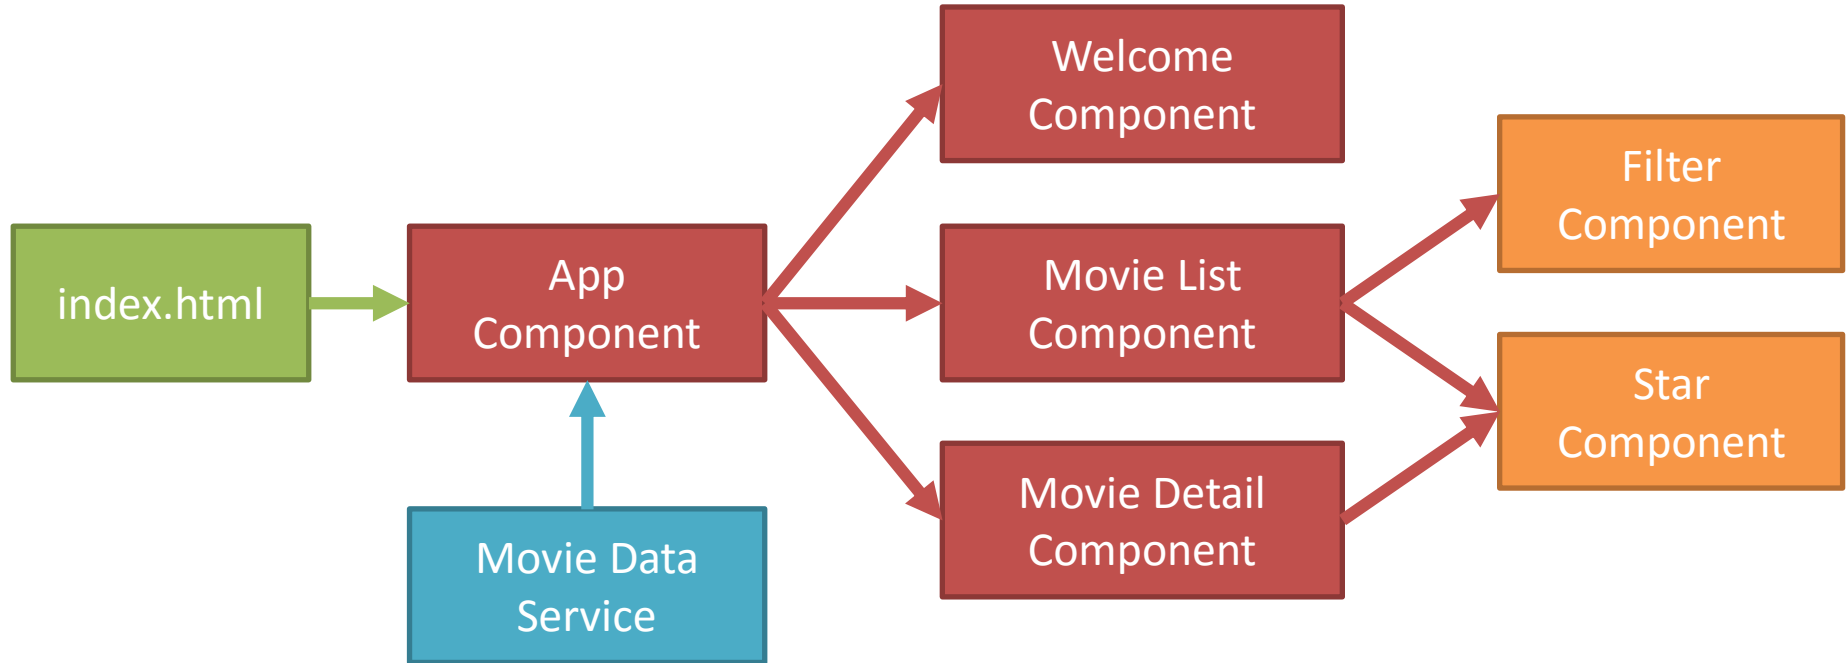 index.html
App
Component
Movie Data
Service
Welcome
Component
Movie List
Component
Movie Detail
Component
Filter
Component
Star
Component